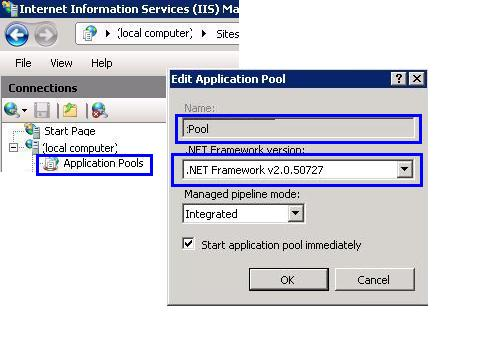 Internet Information Services (IIS) Ma
(local computer)
Sites
File View Help
Connections
Start Page
(local computer)
Application Pools
Edit Application Pool
Name:
:Pool
.NET Framework version:
.NET Framework v2.0.50727
Managed pipeline mode:
Integrated
Start application pool immediately
OK Cancel